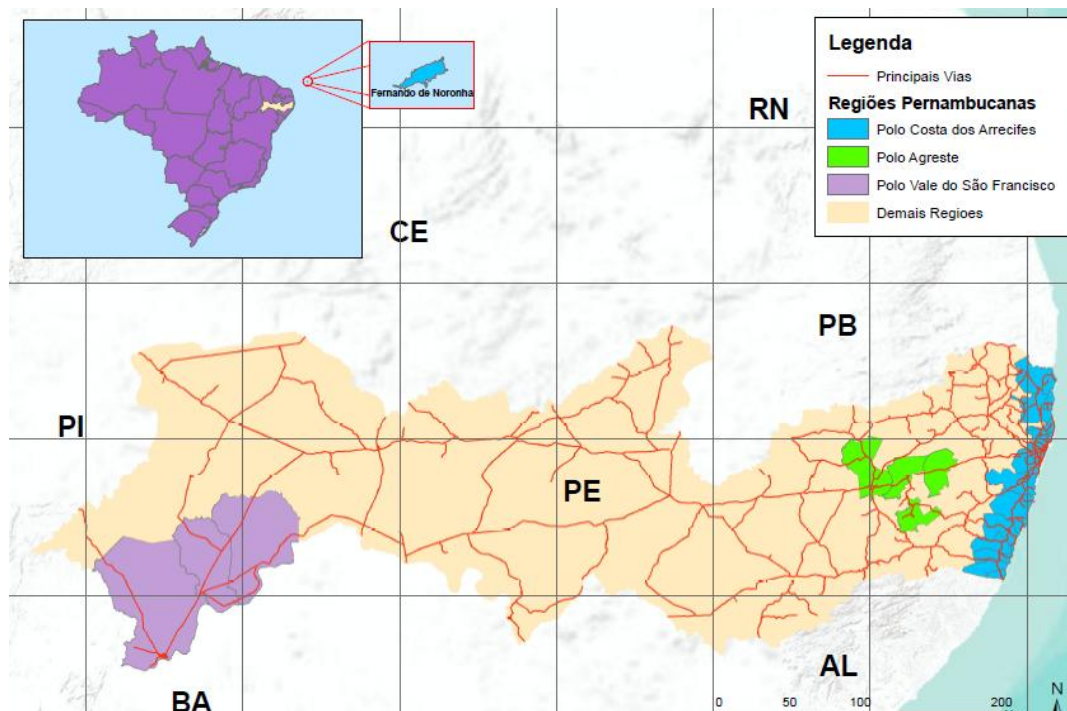 Fernando de Noronha
Legenda
Principais Vias
Regiões Pernambucanas
Polo Costa dos Arrecifes
Polo Agreste
Polo Vale do São Francisco
Demais Regioes
RN
CE
PB
PI
PE
AL
BA
0 50 100 200
N